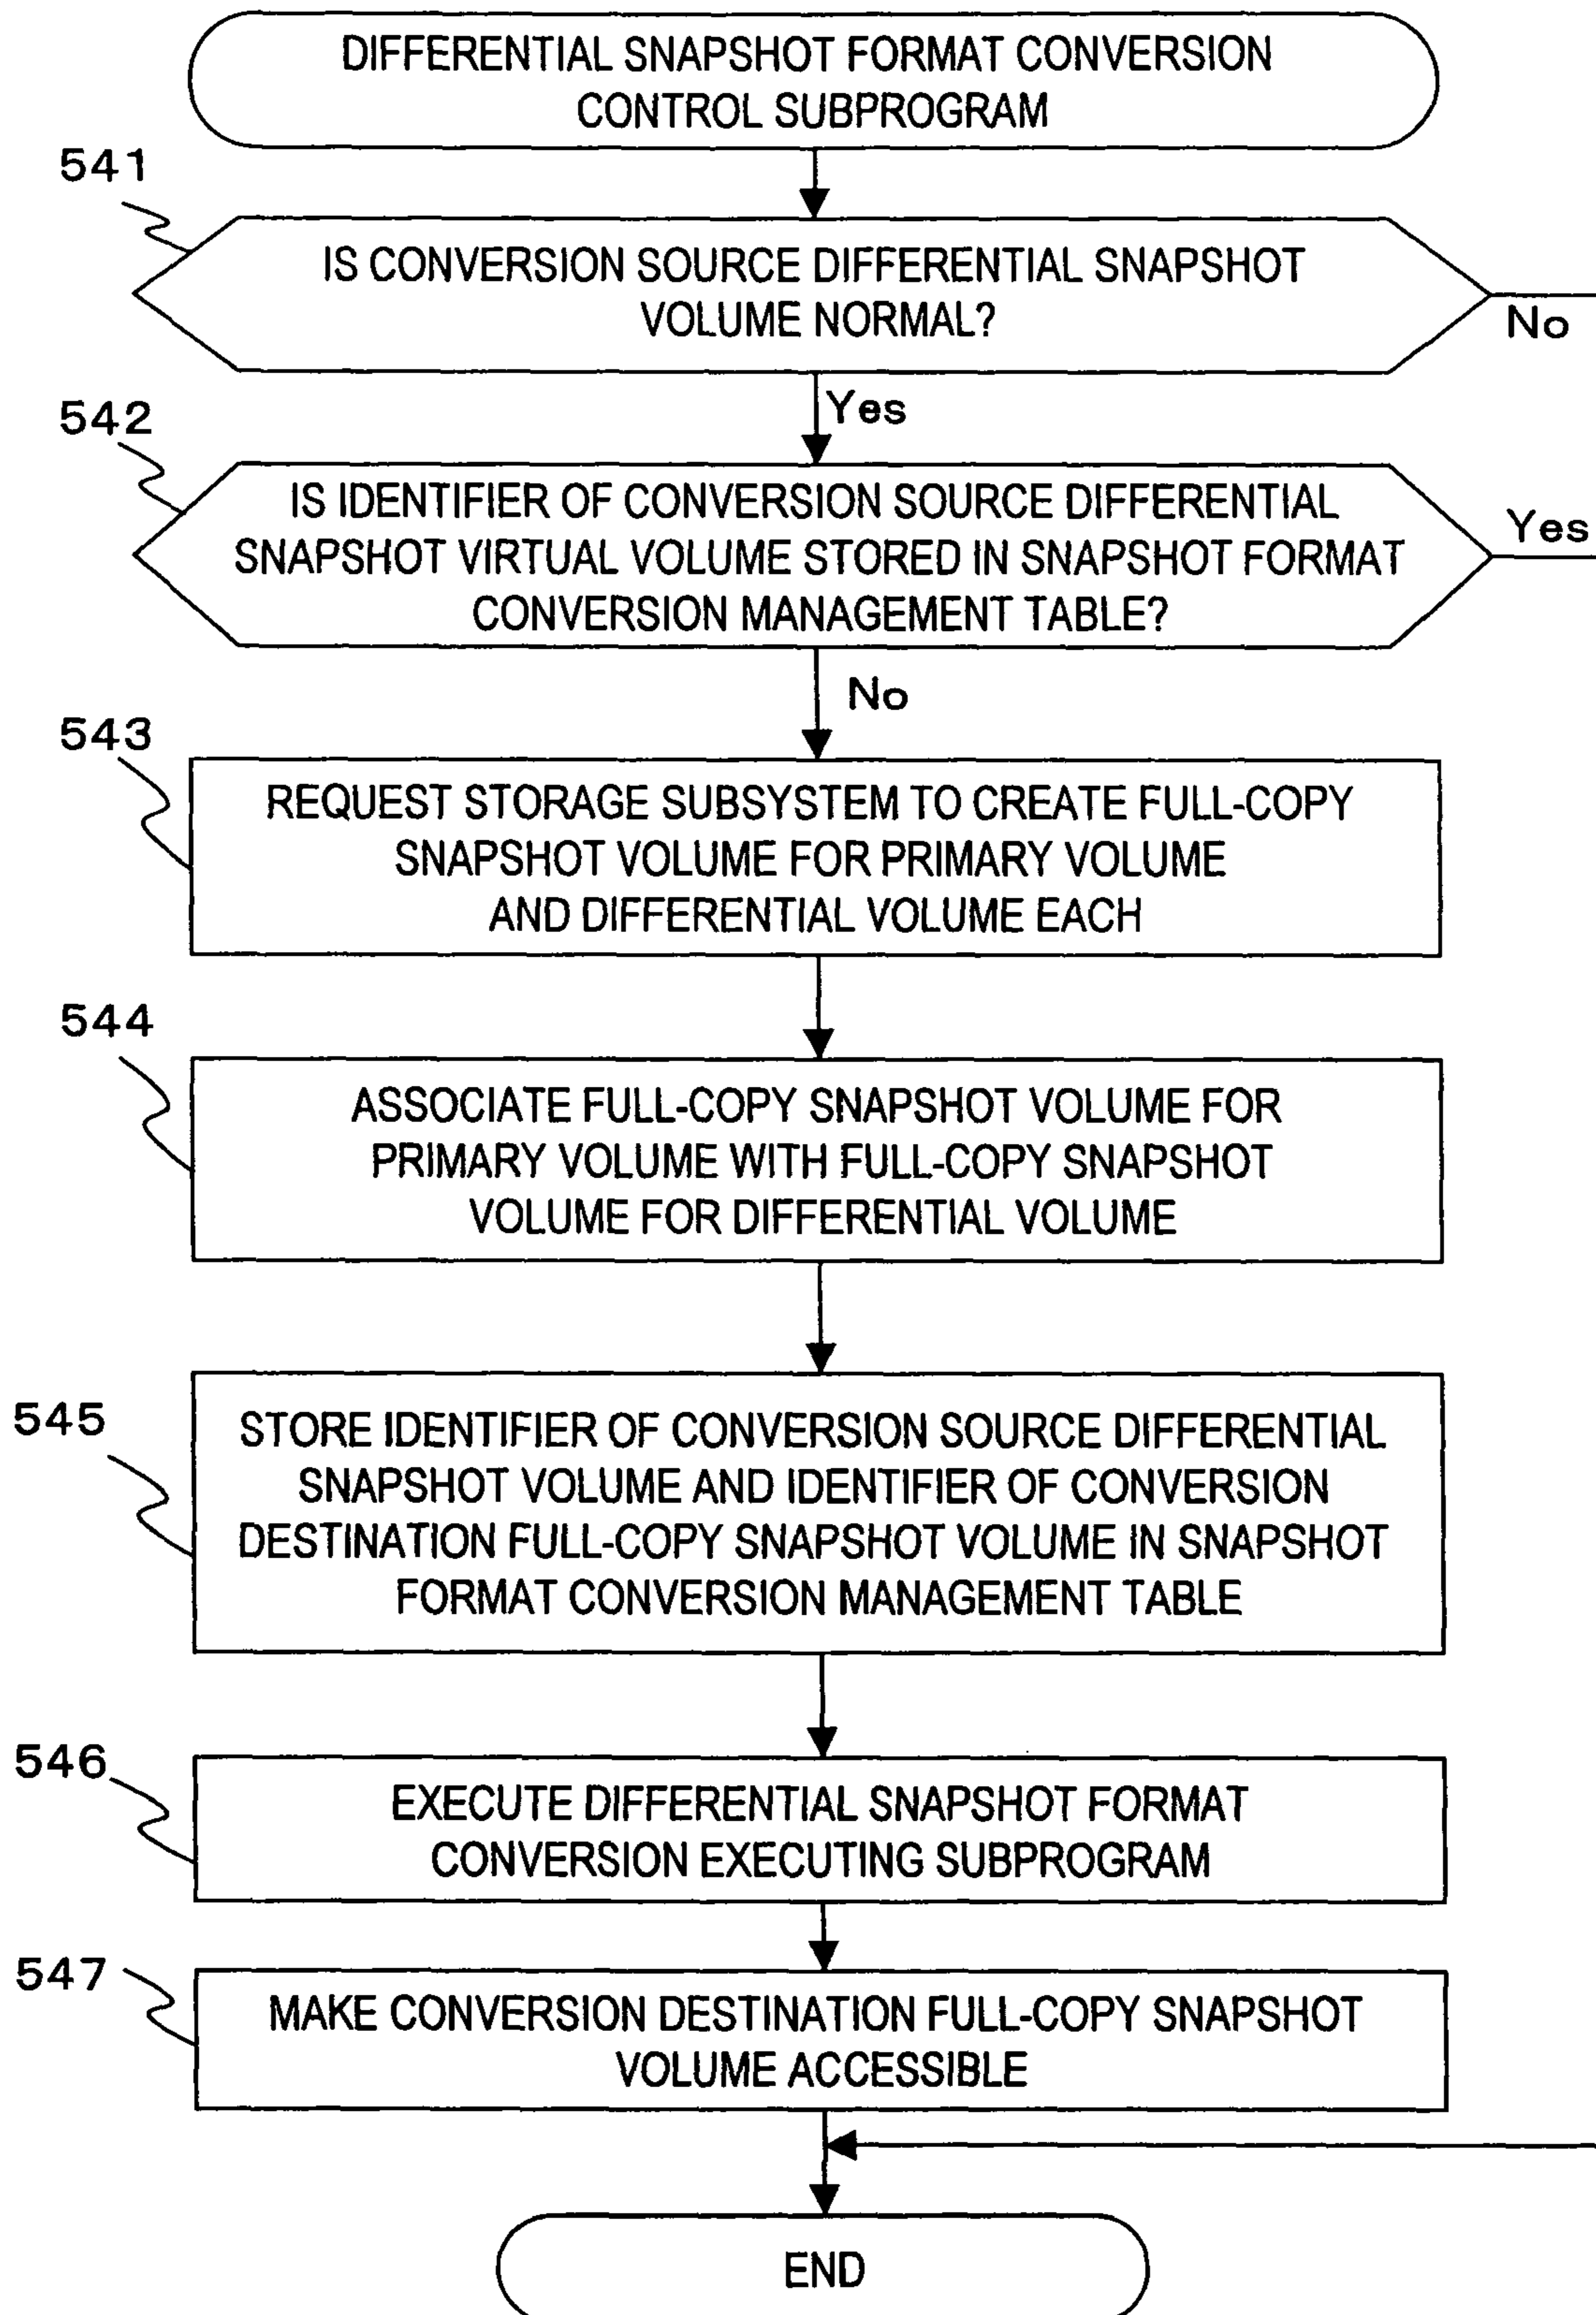 DIFFERENTIAL SNAPSHOT FORMAT CONVERSION
CONTROL SUBPROGRAM
541
IS CONVERSION SOURCE DIFFERENTIAL SNAPSHOT
VOLUME NORMAL?
No
Yes
542
IS IDENTIFIER OF CONVERSION SOURCE DIFFERENTIAL
SNAPSHOT VIRTUAL VOLUME STORED IN SNAPSHOT FORMAT
CONVERSION MANAGEMENT TABLE?
Yes
No
543
REQUEST STORAGE SUBSYSTEM TO CREATE FULL-COPY
SNAPSHOT VOLUME FOR PRIMARY VOLUME
AND DIFFERENTIAL VOLUME EACH
544
ASSOCIATE FULL-COPY SNAPSHOT VOLUME FOR
PRIMARY VOLUME WITH FULL-COPY SNAPSHOT
VOLUME FOR DIFFERENTIAL VOLUME
545
STORE IDENTIFIER OF CONVERSION SOURCE DIFFERENTIAL
SNAPSHOT VOLUME AND IDENTIFIER OF CONVERSION
DESTINATION FULL-COPY SNAPSHOT VOLUME IN SNAPSHOT
FORMAT CONVERSION MANAGEMENT TABLE
546
EXECUTE DIFFERENTIAL SNAPSHOT FORMAT
CONVERSION EXECUTING SUBPROGRAM
547
MAKE CONVERSION DESTINATION FULL-COPY SNAPSHOT
VOLUME ACCESSIBLE
END